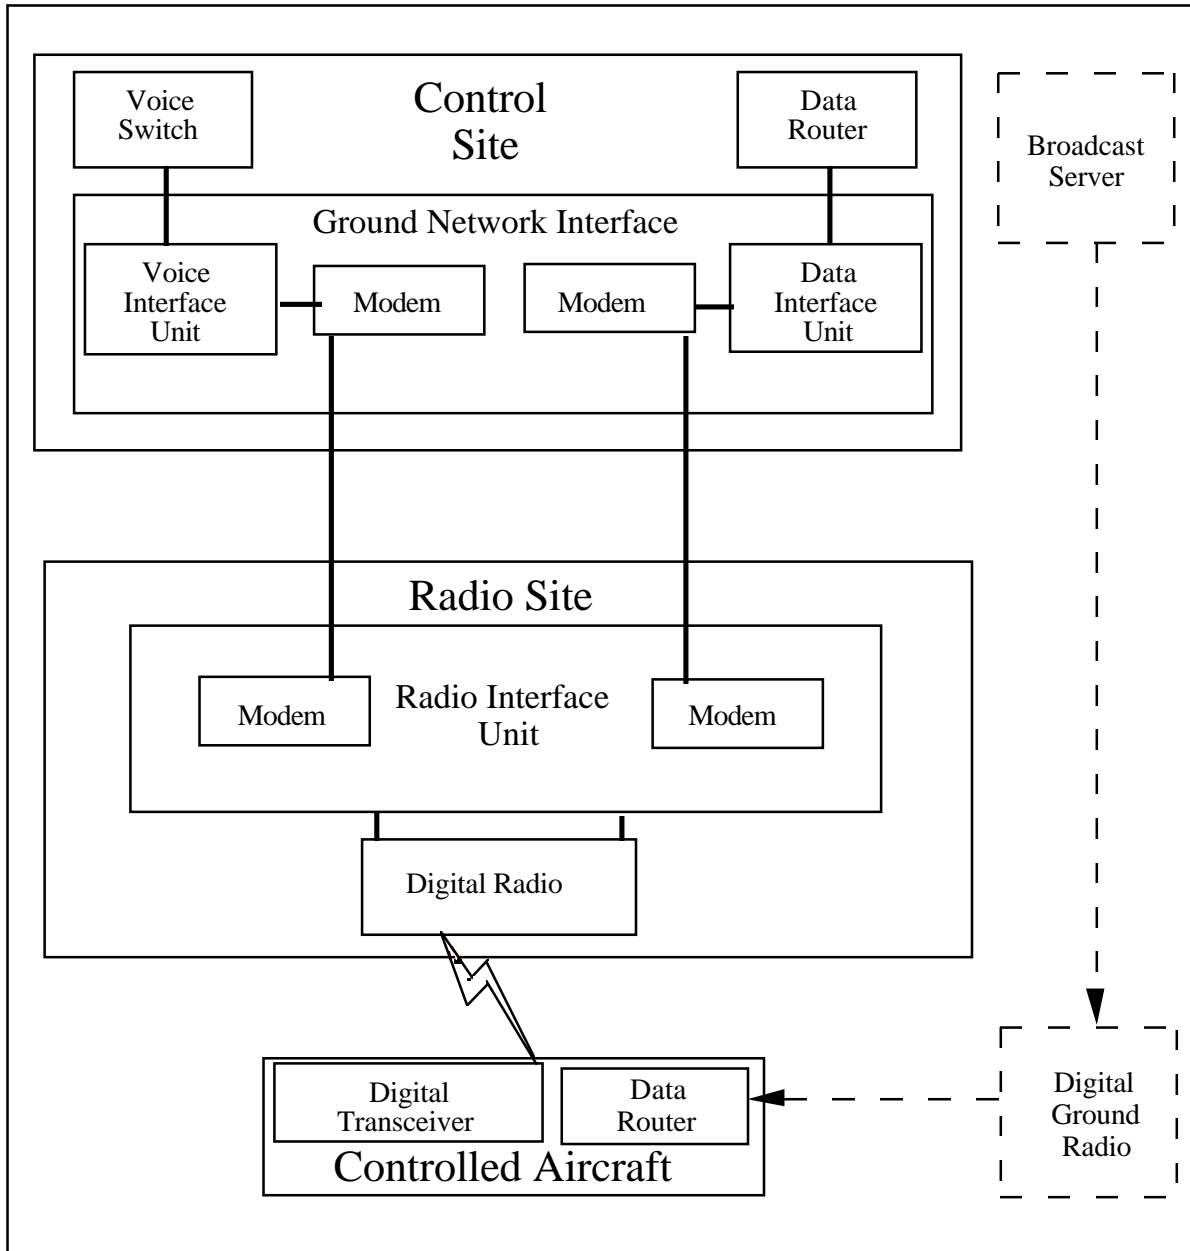 Voice
Switch
Control
Site
Data
Router
Broadcast
Server
Ground Network Interface
Voice
Interface
Unit
Modem
Modem
Data
Interface
Unit
Radio Site
Modem
Radio Interface
Unit
Modem
Digital Radio
Digital
Transceiver
Data
Router
Controlled Aircraft
Digital
Ground
Radio